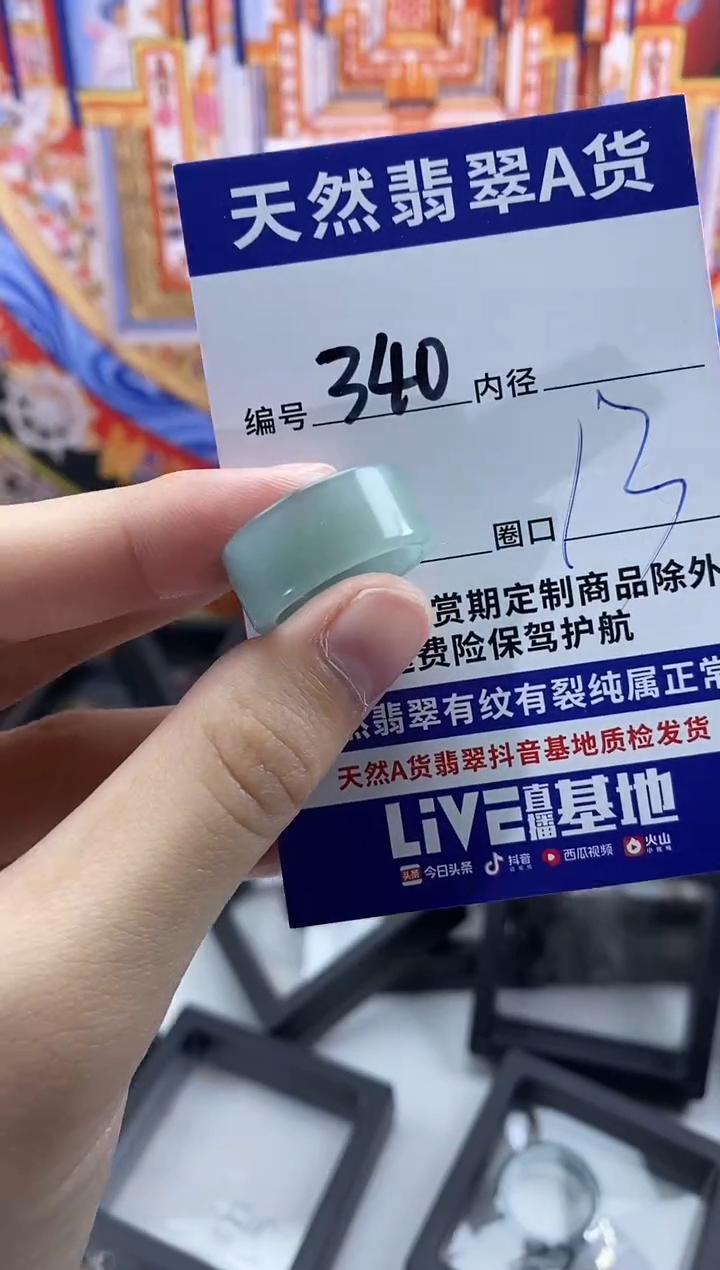 天然翡翠A货
编号 340 内径
圈口 13
赏期定制商品除外
费险保驾护航
然翡翠有纹有裂纯属正常
天然A货翡翠抖音基地质检发货
LiVE直播基地
头条 今日头条 抖音 西瓜视频 火山